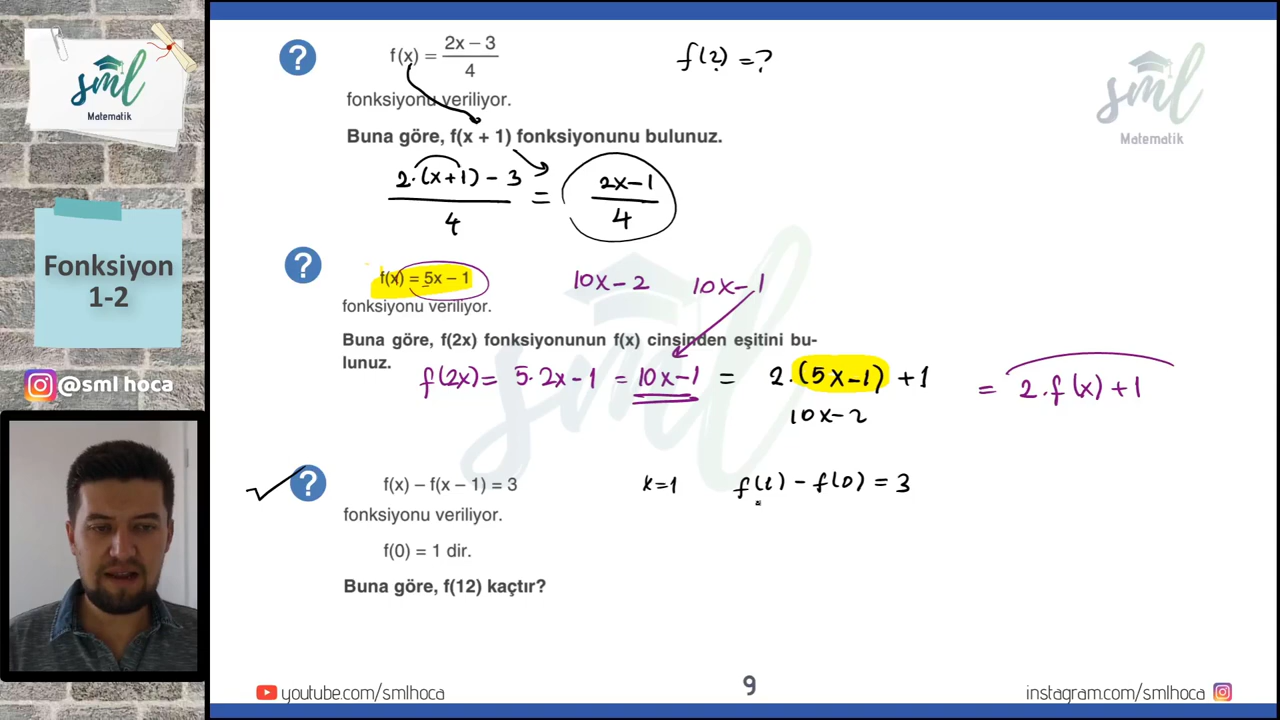 sml
Matematik
Fonksiyon
1-2
@sml hoca
? f(x) = 2x − 3 / 4
f(?) = ?
fonksiyonu veriliyor.
Buna göre, f(x + 1) fonksiyonunu bulunuz.
2.(x+1) − 3 / 4 = 2x−1 / 4
sml
Matematik
? f(x) = 5x − 1
10x − 2 10x − 1
fonksiyonu veriliyor.
Buna göre, f(2x) fonksiyonunun f(x) cinsinden eşitini bu-
lunuz.
f(2x) = 5.2x − 1 = 10x−1 = 2.(5x−1) + 1 = 2.f(x) + 1
10x − 2
? f(x) − f(x − 1) = 3
x=1 f(1) − f(0) = 3
fonksiyonu veriliyor.
f(0) = 1 dir.
Buna göre, f(12) kaçtır?
youtube.com/smlhoca
9
instagram.com/smlhoca